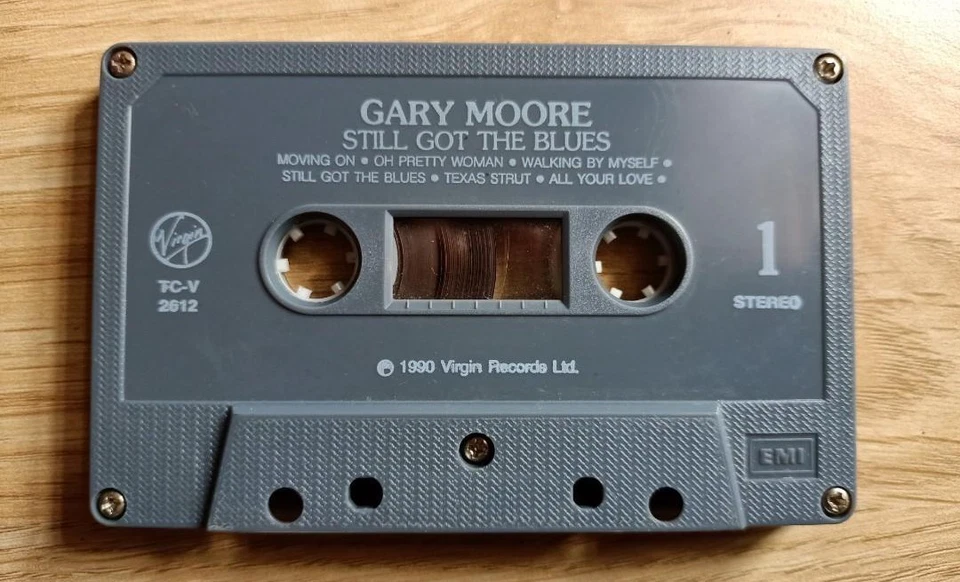 GARY MOORE
STILL GOT THE BLUES
MOVING ON • OH PRETTY WOMAN • WALKING BY MYSELF •
STILL GOT THE BLUES • TEXAS STRUT • ALL YOUR LOVE •
Virgin
TC-V
2612
1
STEREO
℗ 1990 Virgin Records Ltd.
EMI